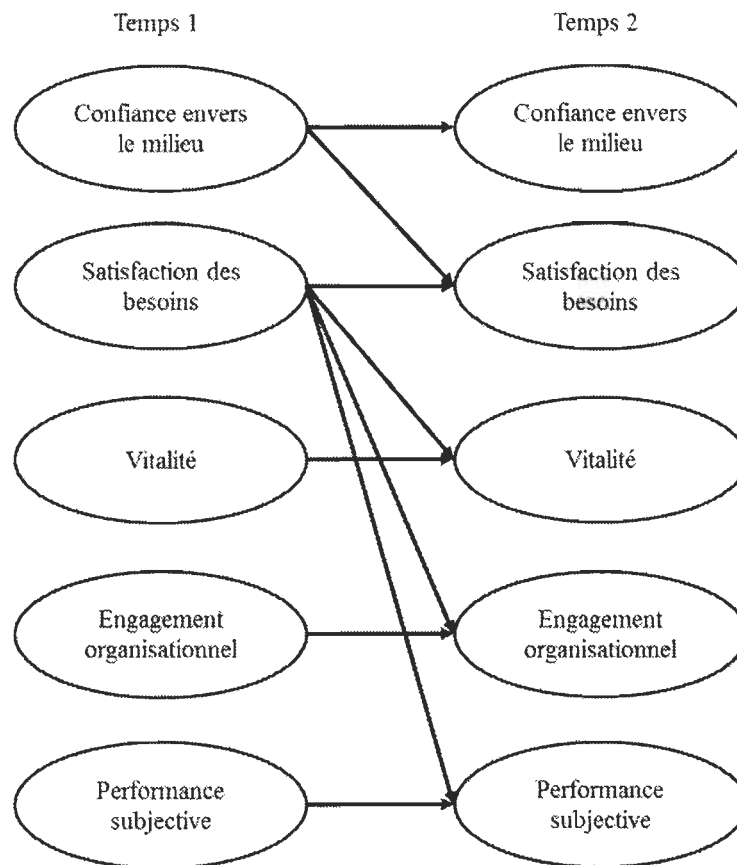 Temps 1
Temps 2
Confiance envers
le milieu
Confiance envers
le milieu
Satisfaction des
besoins
Satisfaction des
besoins
Vitalité
Vitalité
Engagement
organisationnel
Engagement
organisationnel
Performance
subjective
Performance
subjective